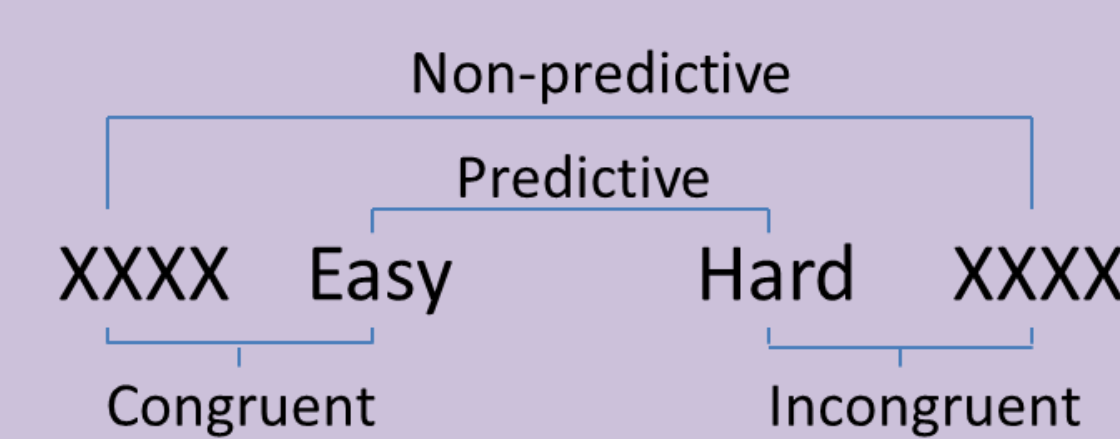 Non-predictive
Predictive
XXXX Easy Hard XXXX
Congruent Incongruent